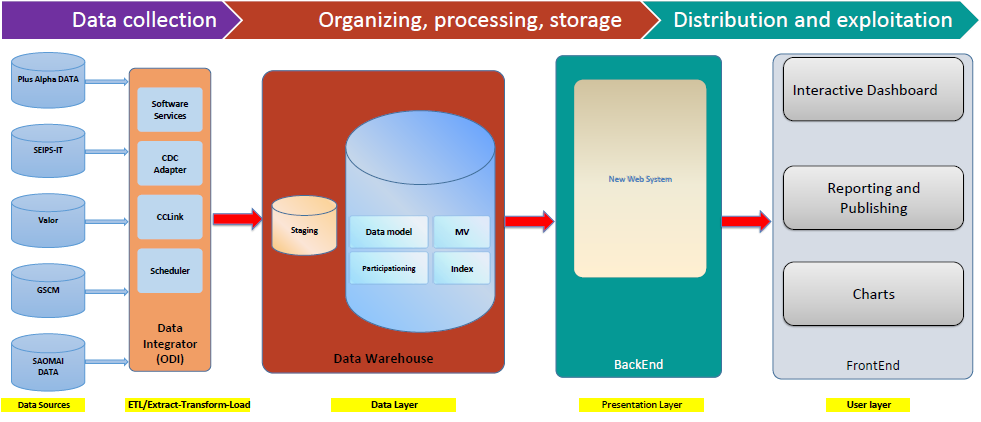 Data collection
Organizing, processing, storage
Distribution and exploitation
Plus Alpha DATA
SEIPS-IT
Valor
GSCM
SAOMAI
DATA
Software
Services
CDC
Adapter
CCLink
Scheduler
Data
Integrator
(ODI)
Staging
Data model
MV
Participationing
Index
Data Warehouse
New Web System
BackEnd
Interactive Dashboard
Reporting and
Publishing
Charts
FrontEnd
Data Sources
ETL/Extract-Transform-Load
Data Layer
Presentation Layer
User layer